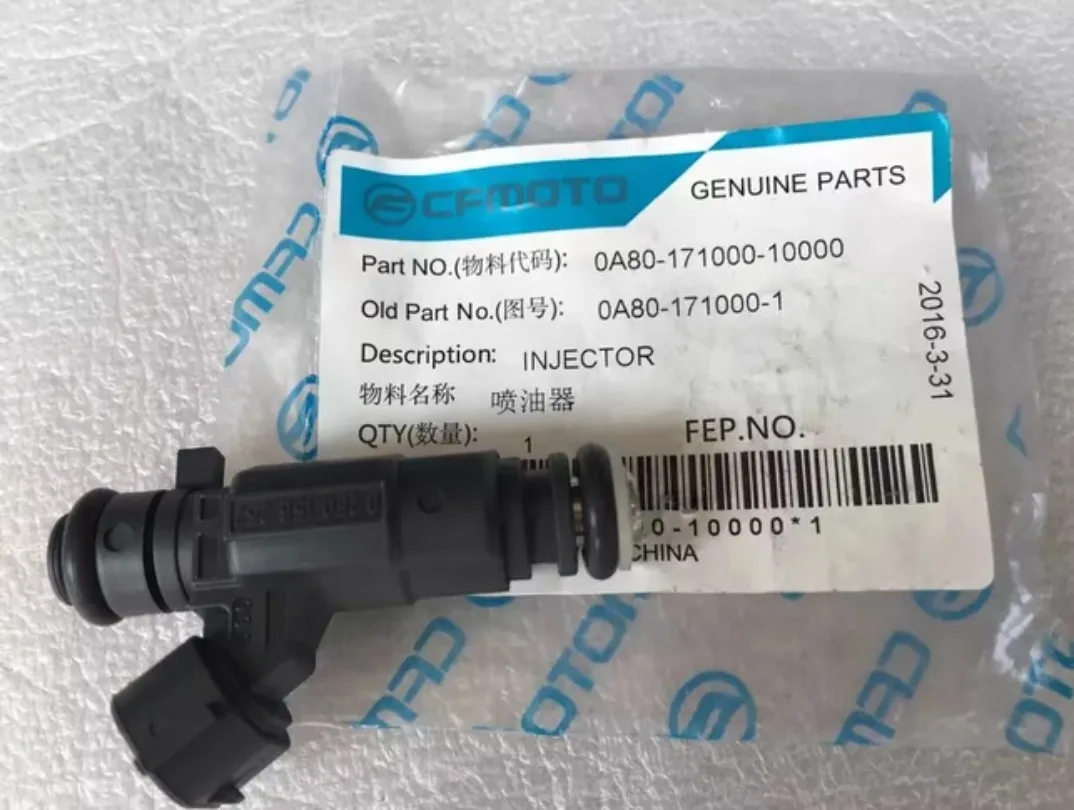 CFMOTO
GENUINE PARTS
Part NO.(物料代码): 0A80-171000-10000
Old Part No.(图号): 0A80-171000-1
Description: INJECTOR
物料名称 喷油器
QTY(数量): 1
FEP.NO.
0-10000*1
CHINA
2016-3-31
CFMOTO
CFMOTO